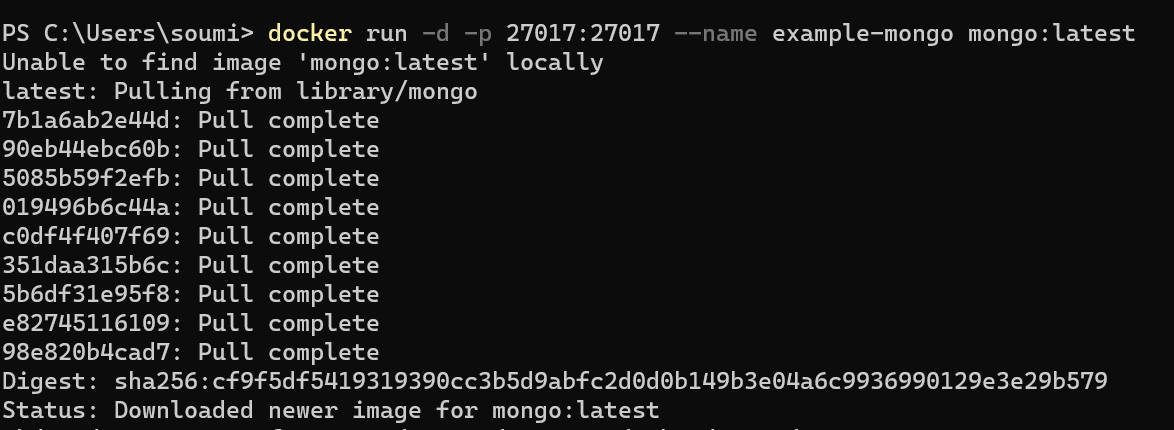 PS C:\Users\soumi> docker run -d -p 27017:27017 --name example-mongo mongo:latest
Unable to find image 'mongo:latest' locally
latest: Pulling from library/mongo
7b1a6ab2e44d: Pull complete
90eb44ebc60b: Pull complete
5085b59f2efb: Pull complete
019496b6c44a: Pull complete
c0df4f407f69: Pull complete
351daa315b6c: Pull complete
5b6df31e95f8: Pull complete
e82745116109: Pull complete
98e820b4cad7: Pull complete
Digest: sha256:cf9f5df5419319390cc3b5d9abfc2d0d0b149b3e04a6c9936990129e3e29b579
Status: Downloaded newer image for mongo:latest